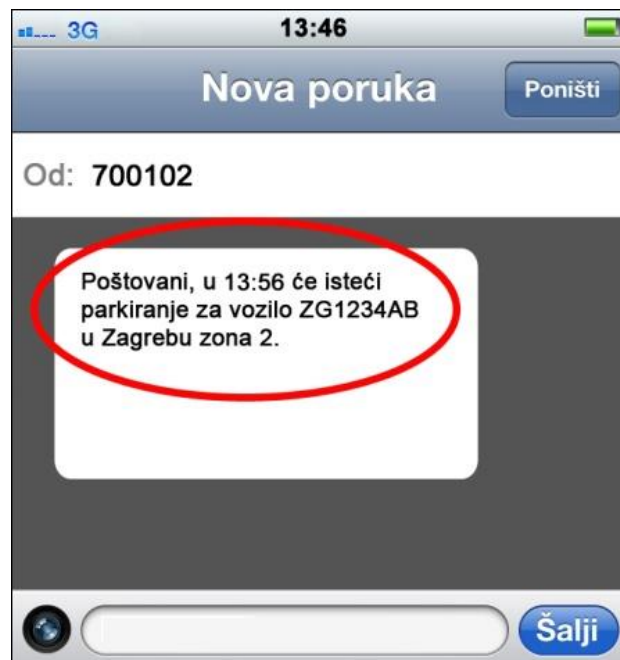 3G 13:46
Nova poruka Poništi
Od: 700102
Poštovani, u 13:56 će isteći
parkiranje za vozilo ZG1234AB
u Zagrebu zona 2.
Šalji